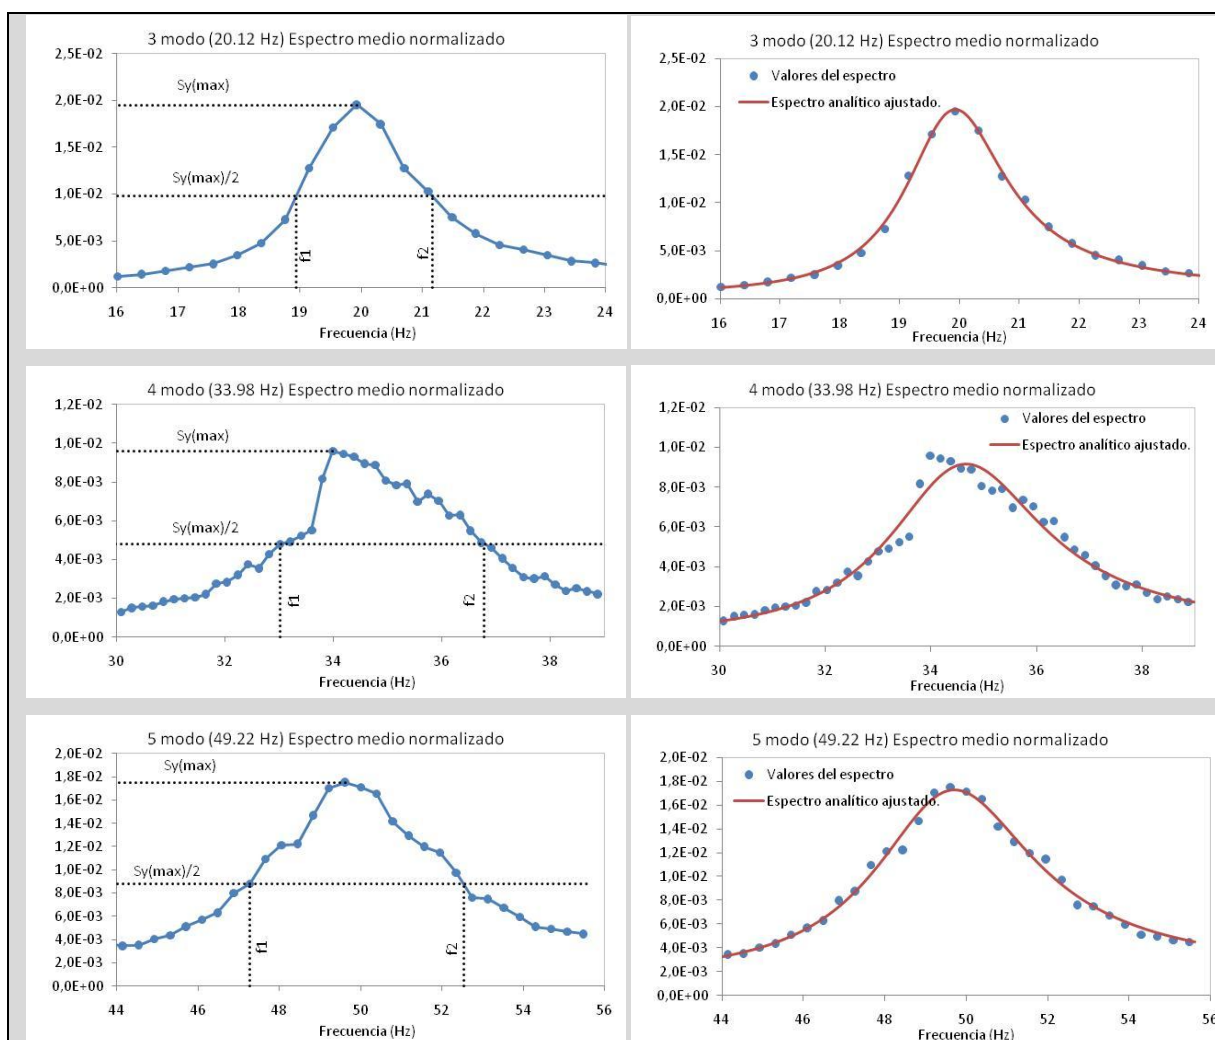 3 modo (20.12 Hz) Espectro medio normalizado
2,5E-02
2,0E-02
1,5E-02
1,0E-02
5,0E-03
0,0E+00
Sy(max)
Sy(max)/2
f1
f2
16 17 18 19 20 21 22 23 24
Frecuencia (Hz)
3 modo (20.12 Hz) Espectro medio normalizado
2,5E-02
2,0E-02
1,5E-02
1,0E-02
5,0E-03
0,0E+00
Valores del espectro
Espectro analítico ajustado.
16 17 18 19 20 21 22 23 24
Frecuencia (Hz)
4 modo (33.98 Hz) Espectro medio normalizado
1,2E-02
1,0E-02
8,0E-03
6,0E-03
4,0E-03
2,0E-03
0,0E+00
Sy(max)
Sy(max)/2
f1
f2
30 32 34 36 38
Frecuencia (Hz)
4 modo (33.98 Hz) Espectro medio normalizado
1,2E-02
1,0E-02
8,0E-03
6,0E-03
4,0E-03
2,0E-03
0,0E+00
Valores del espectro
Espectro analítico ajustado.
30 32 34 36 38
Frecuencia (Hz)
5 modo (49.22 Hz) Espectro medio normalizado
2,0E-02
1,8E-02
1,6E-02
1,4E-02
1,2E-02
1,0E-02
8,0E-03
6,0E-03
4,0E-03
2,0E-03
0,0E+00
Sy(max)
Sy(max)/2
f1
f2
44 46 48 50 52 54 56
Frecuencia (Hz)
5 modo (49.22 Hz) Espectro medio normalizado
2,0E-02
1,8E-02
1,6E-02
1,4E-02
1,2E-02
1,0E-02
8,0E-03
6,0E-03
4,0E-03
2,0E-03
0,0E+00
Valores del espectro
Espectro analítico ajustado.
44 46 48 50 52 54 56
Frecuencia (Hz)